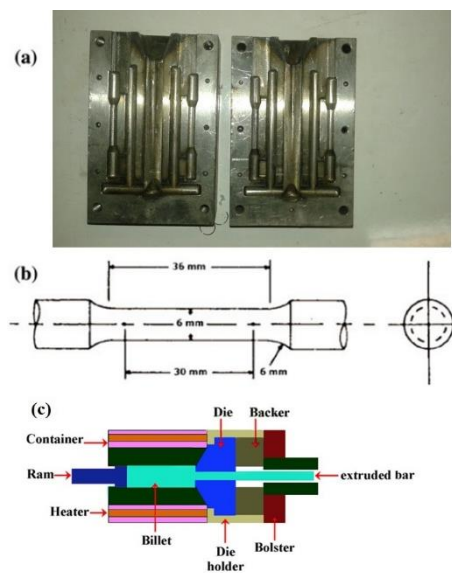 (a)
(b)
36 mm
6 mm
30 mm
6 mm
(c)
Die
Backer
Container
Ram
extruded bar
Heater
Billet
Die
holder
Bolster